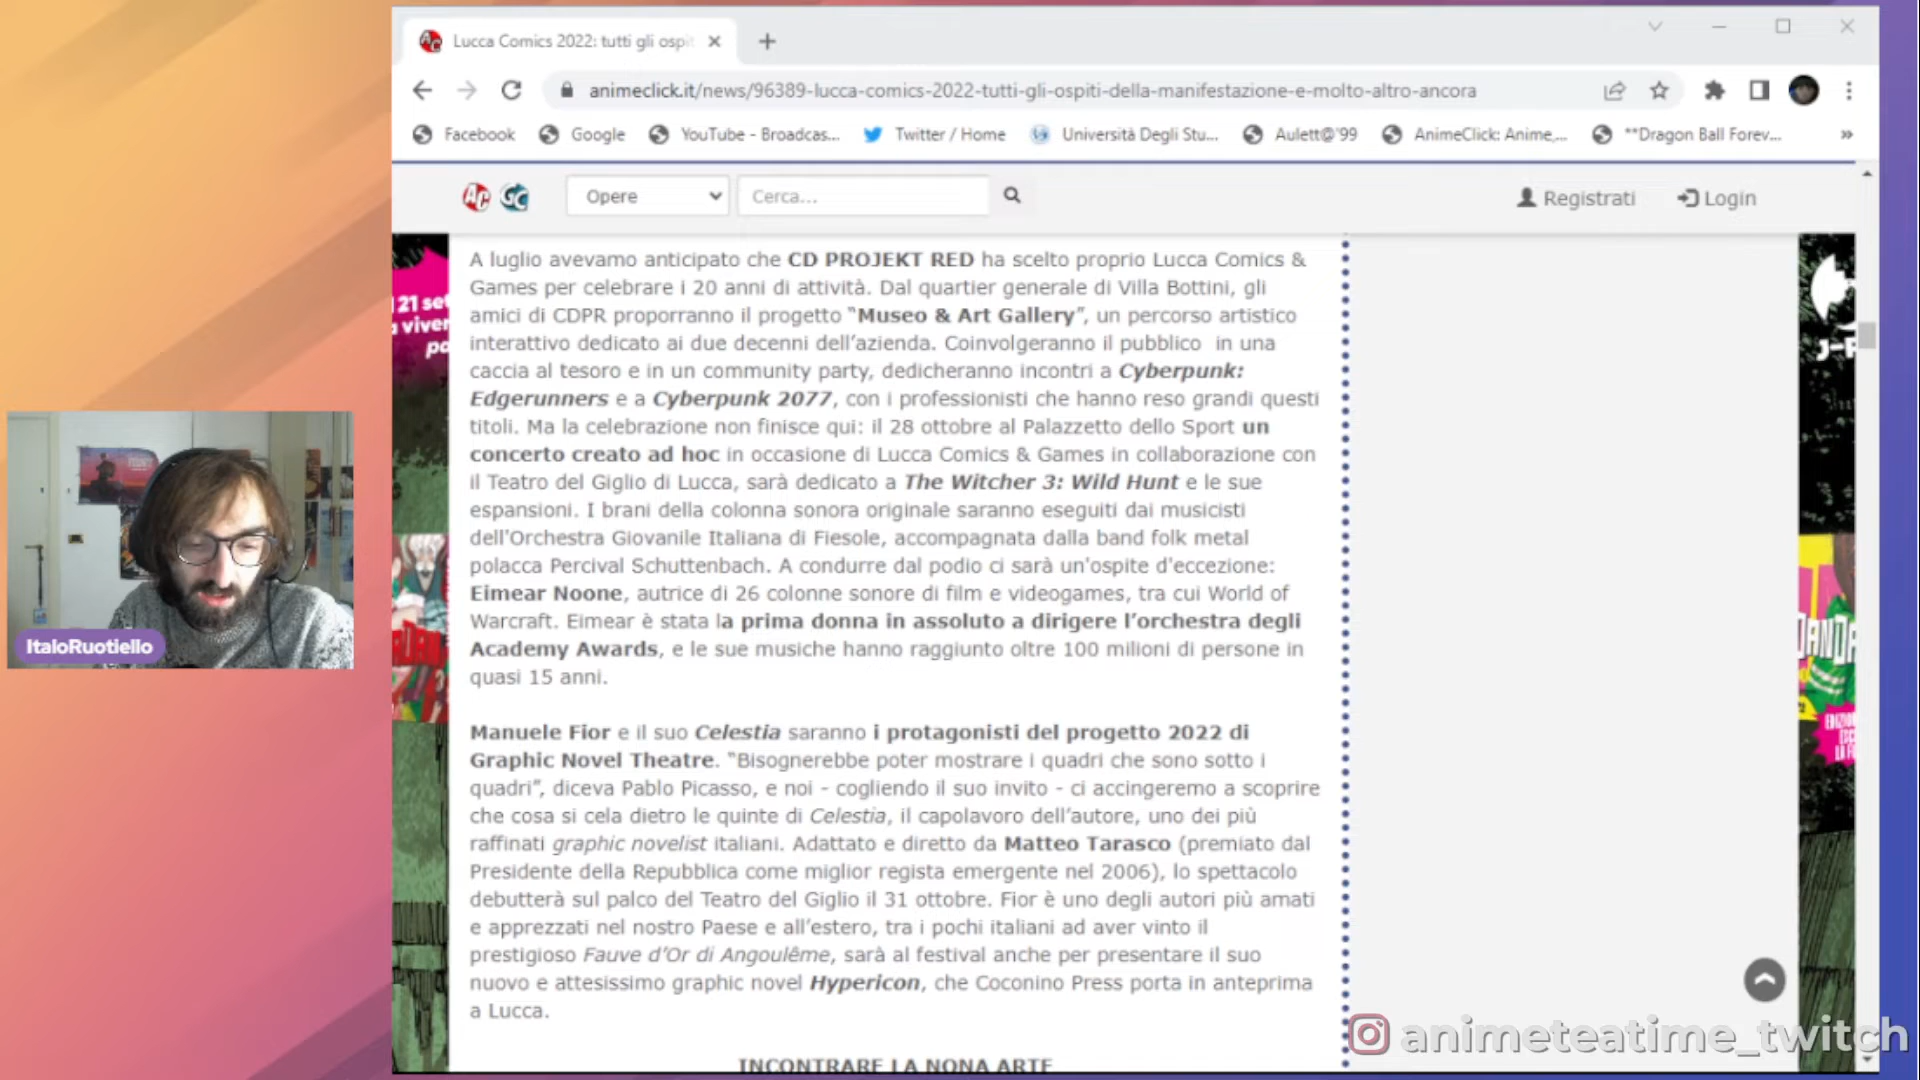 Lucca Comics 2022: tutti gli ospit
animeclick.it/news/96389-lucca-comics-2022-tutti-gli-ospiti-della-manifestazione-e-molto-altro-ancora
Facebook
Google
YouTube - Broadcas...
Twitter / Home
Università Degli Stu...
Aulett@'99
AnimeClick: Anime,...
**Dragon Ball Forev...
»
AC GC
Opere
Cerca...
Registrati
Login
A luglio avevamo anticipato che CD PROJEKT RED ha scelto proprio Lucca Comics &
Games per celebrare i 20 anni di attività. Dal quartier generale di Villa Bottini, gli
amici di CDPR proporranno il progetto “Museo & Art Gallery”, un percorso artistico
interattivo dedicato ai due decenni dell’azienda. Coinvolgeranno il pubblico in una
caccia al tesoro e in un community party, dedicheranno incontri a Cyberpunk:
Edgerunners e a Cyberpunk 2077, con i professionisti che hanno reso grandi questi
titoli. Ma la celebrazione non finisce qui: il 28 ottobre al Palazzetto dello Sport un
concerto creato ad hoc in occasione di Lucca Comics & Games in collaborazione con
il Teatro del Giglio di Lucca, sarà dedicato a The Witcher 3: Wild Hunt e le sue
espansioni. I brani della colonna sonora originale saranno eseguiti dai musicisti
dell'Orchestra Giovanile Italiana di Fiesole, accompagnata dalla band folk metal
polacca Percival Schuttenbach. A condurre dal podio ci sarà un'ospite d'eccezione:
Eimear Noone, autrice di 26 colonne sonore di film e videogames, tra cui World of
Warcraft. Eimear è stata la prima donna in assoluto a dirigere l’orchestra degli
Academy Awards, e le sue musiche hanno raggiunto oltre 100 milioni di persone in
quasi 15 anni.
Manuele Fior e il suo Celestia saranno i protagonisti del progetto 2022 di
Graphic Novel Theatre. “Bisognerebbe poter mostrare i quadri che sono sotto i
quadri”, diceva Pablo Picasso, e noi - cogliendo il suo invito - ci accingeremo a scoprire
che cosa si cela dietro le quinte di Celestia, il capolavoro dell’autore, uno dei più
raffinati graphic novelist italiani. Adattato e diretto da Matteo Tarasco (premiato dal
Presidente della Repubblica come miglior regista emergente nel 2006), lo spettacolo
debutterà sul palco del Teatro del Giglio il 31 ottobre. Fior è uno degli autori più amati
e apprezzati nel nostro Paese e all’estero, tra i pochi italiani ad aver vinto il
prestigioso Fauve d’Or di Angoulême, sarà al festival anche per presentare il suo
nuovo e attesissimo graphic novel Hypericon, che Coconino Press porta in anteprima
a Lucca.
INCONTRARE LA NONA ARTE
21 set
a viver
pa
J-P
ItaloRuotiello
animeteatime_twitch